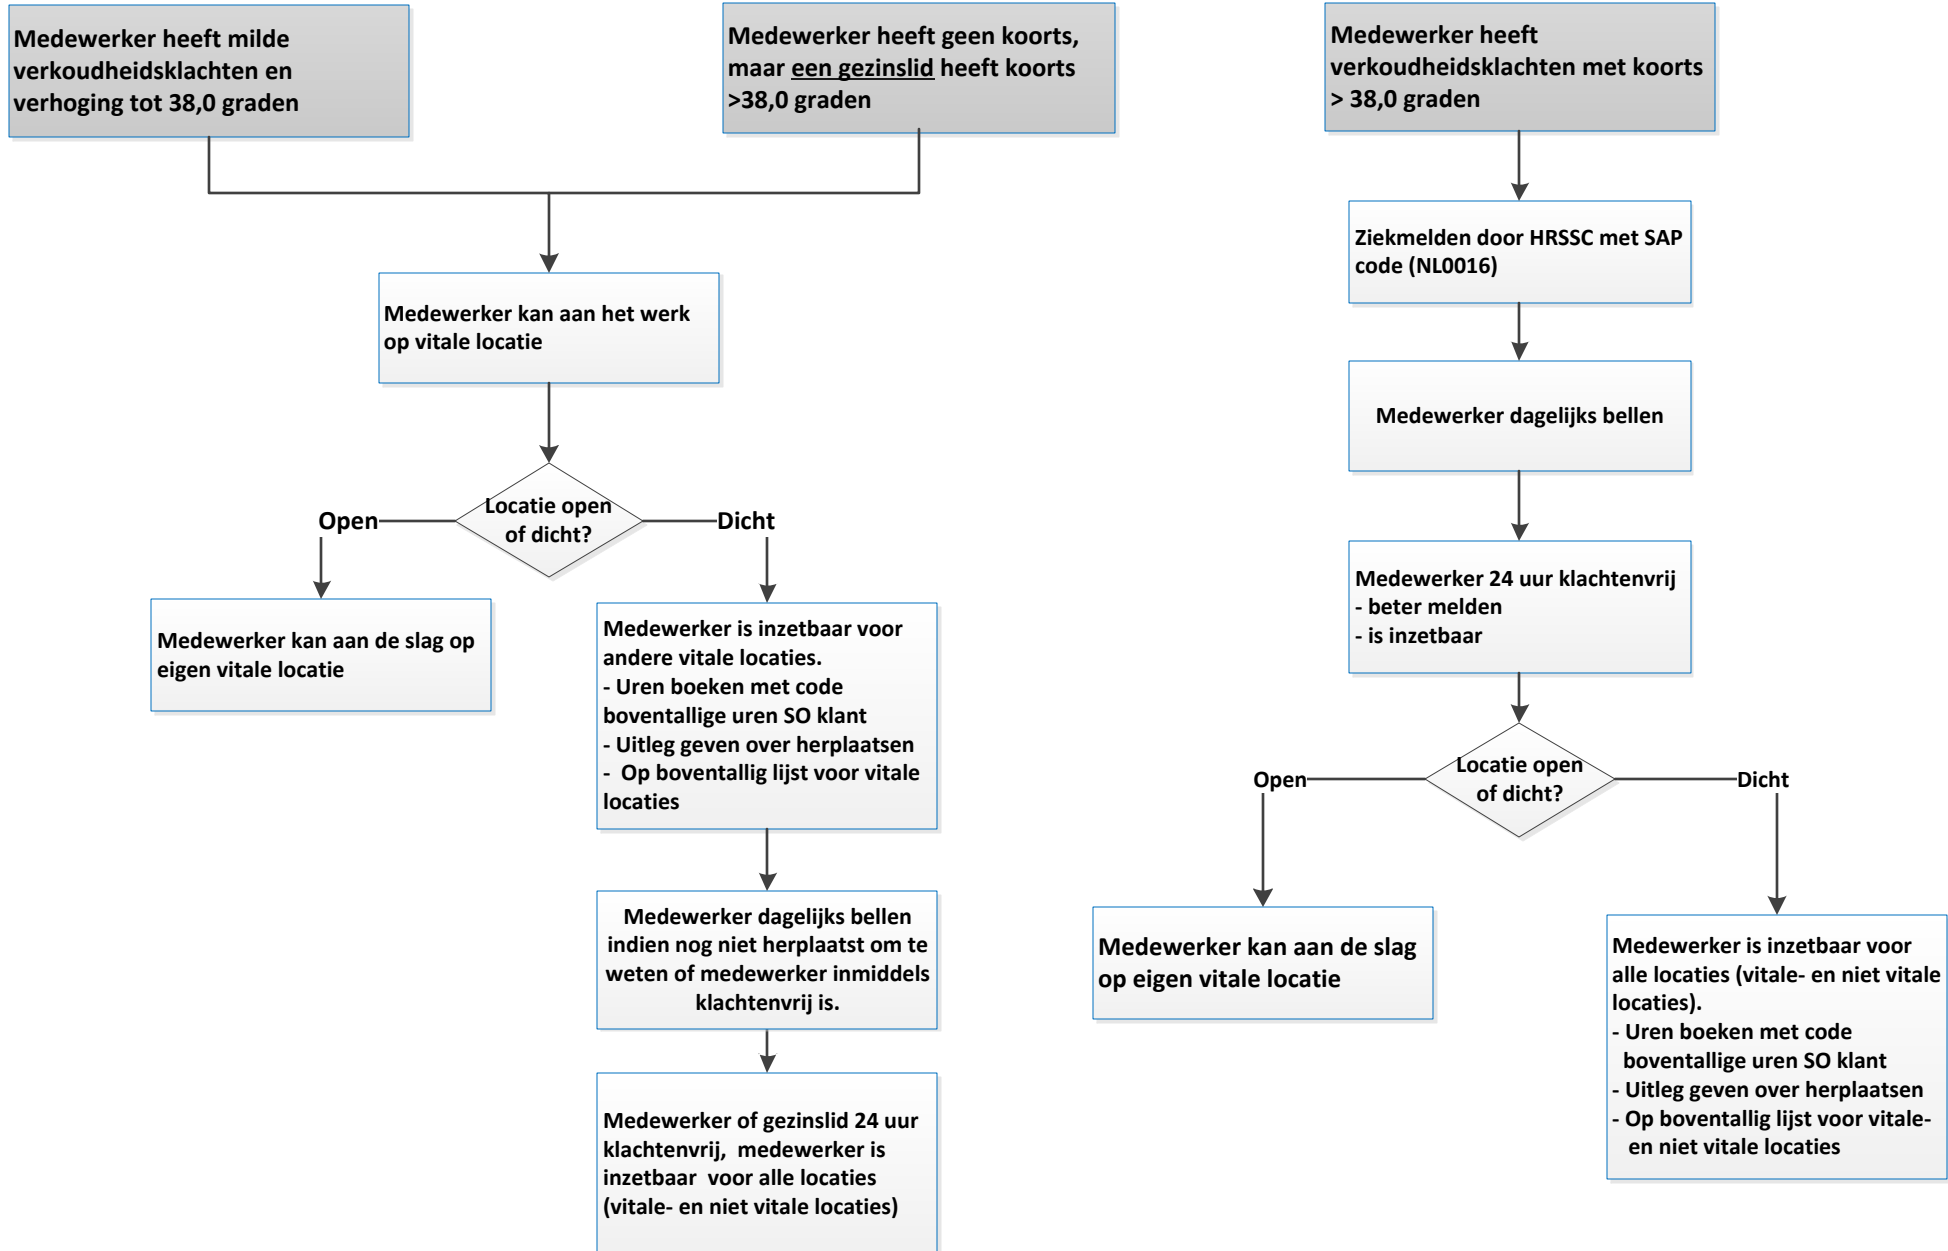 Medewerker heeft milde
verkoudheidsklachten en
verhoging tot 38,0 graden
Medewerker heeft geen koorts,
maar een gezinslid heeft koorts
>38,0 graden
Medewerker kan aan het werk
op vitale locatie
Locatie open
of dicht?
Open
Dicht
Medewerker kan aan de slag op
eigen vitale locatie
Medewerker is inzetbaar voor
andere vitale locaties.
- Uren boeken met code
boventallige uren SO klant
- Uitleg geven over herplaatsen
- Op boventallig lijst voor vitale
locaties
Medewerker dagelijks bellen
indien nog niet herplaatst om te
weten of medewerker inmiddels
klachtenvrij is.
Medewerker of gezinslid 24 uur
klachtenvrij, medewerker is
inzetbaar voor alle locaties
(vitale- en niet vitale locaties)
Medewerker heeft
verkoudheidsklachten met koorts
> 38,0 graden
Ziekmelden door HRSSC met SAP
code (NL0016)
Medewerker dagelijks bellen
Medewerker 24 uur klachtenvrij
- beter melden
- is inzetbaar
Locatie open
of dicht?
Open
Dicht
Medewerker kan aan de slag
op eigen vitale locatie
Medewerker is inzetbaar voor
alle locaties (vitale- en niet vitale
locaties).
- Uren boeken met code
boventallige uren SO klant
- Uitleg geven over herplaatsen
- Op boventallig lijst voor vitale-
en niet vitale locaties